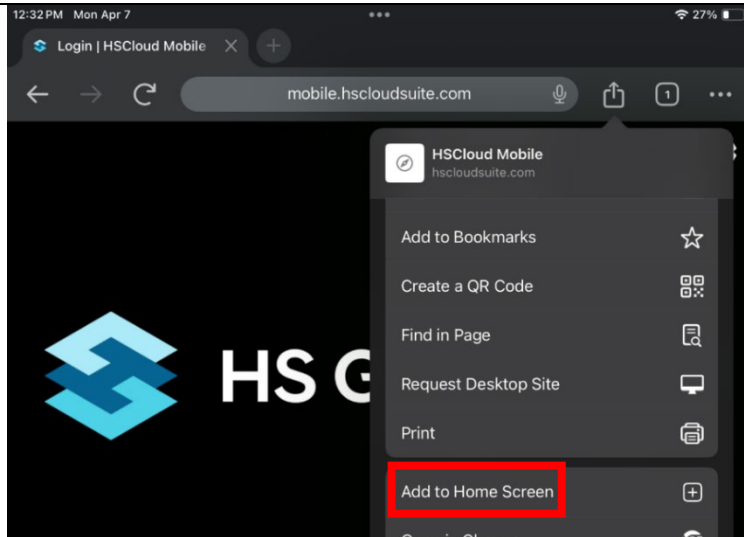 12:32 PM Mon Apr 7
27%
Login | HSCloud Mobile
mobile.hscloudsuite.com
1
HSCloud Mobile
hscloudsuite.com
Add to Bookmarks
Create a QR Code
Find in Page
Request Desktop Site
Print
HS
Add to Home Screen